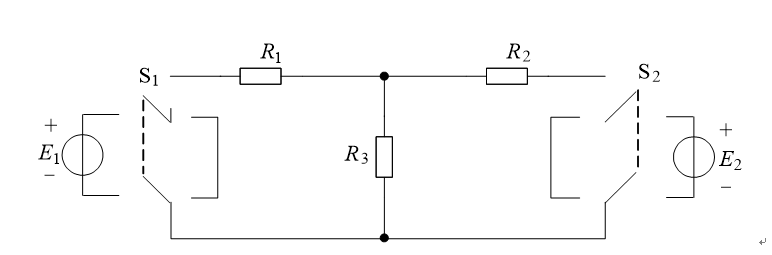 R1 R2
S1 S2
+ +
E1 R3 E2
− −